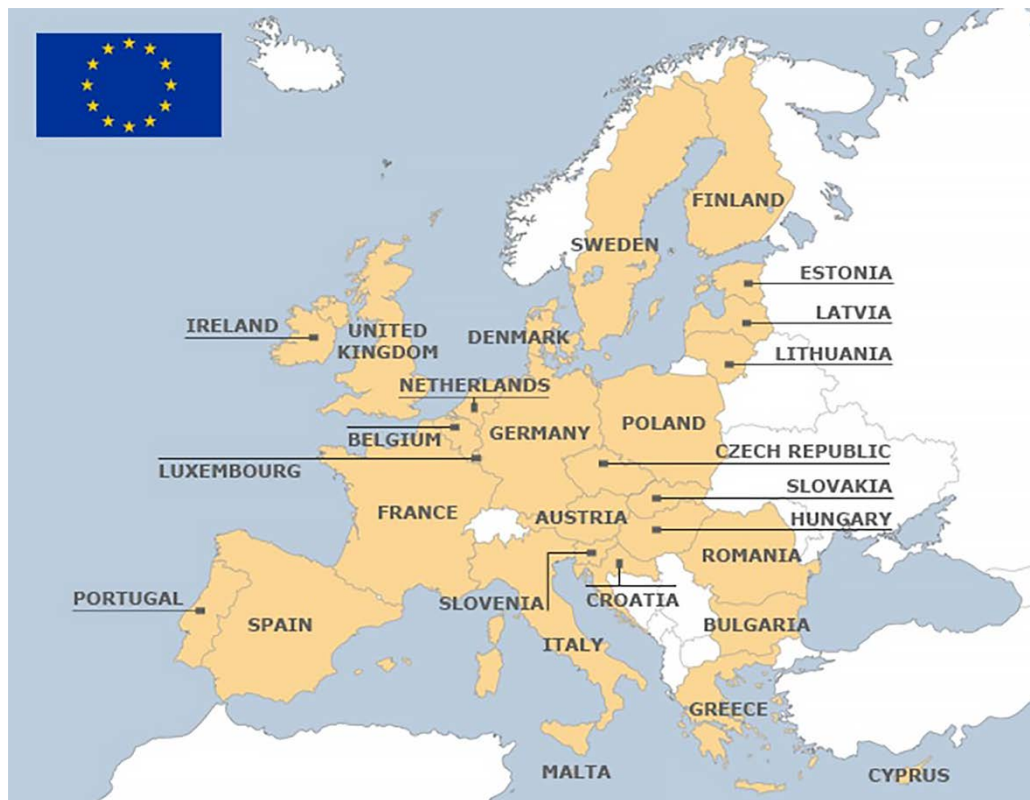 FINLAND
SWEDEN
ESTONIA
LATVIA
IRELAND
UNITED
KINGDOM
DENMARK
LITHUANIA
NETHERLANDS
BELGIUM
GERMANY
POLAND
CZECH REPUBLIC
LUXEMBOURG
SLOVAKIA
FRANCE
AUSTRIA
HUNGARY
ROMANIA
PORTUGAL
SLOVENIA
CROATIA
SPAIN
BULGARIA
ITALY
GREECE
MALTA
CYPRUS